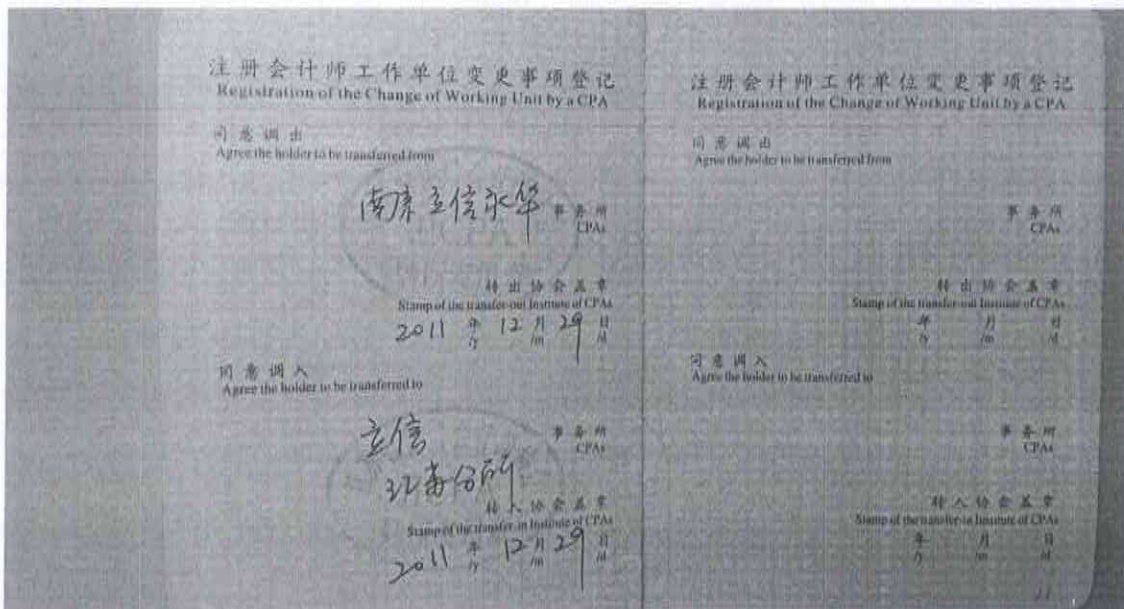 注册会计师工作单位变更事项登记
Registration of the Change of Working Unit by a CPA
同意调出
Agree the holder to be transferred from
南京立信永华 事务所
CPAs
转出协会盖章
Stamp of the transfer-out Institute of CPAs
2011 年 12 月 29 日
/y /m /d
同意调入
Agree the holder to be transferred to
立信 事务所
CPAs
江苏分所
转入协会盖章
Stamp of the transfer-in Institute of CPAs
2011 年 12 月 29 日
/y /m /d
注册会计师工作单位变更事项登记
Registration of the Change of Working Unit by a CPA
同意调出
Agree the holder to be transferred from
事务所
CPAs
转出协会盖章
Stamp of the transfer-out Institute of CPAs
年 月 日
/y /m /d
同意调入
Agree the holder to be transferred to
事务所
CPAs
转入协会盖章
Stamp of the transfer-in Institute of CPAs
年 月 日
/y /m /d
11